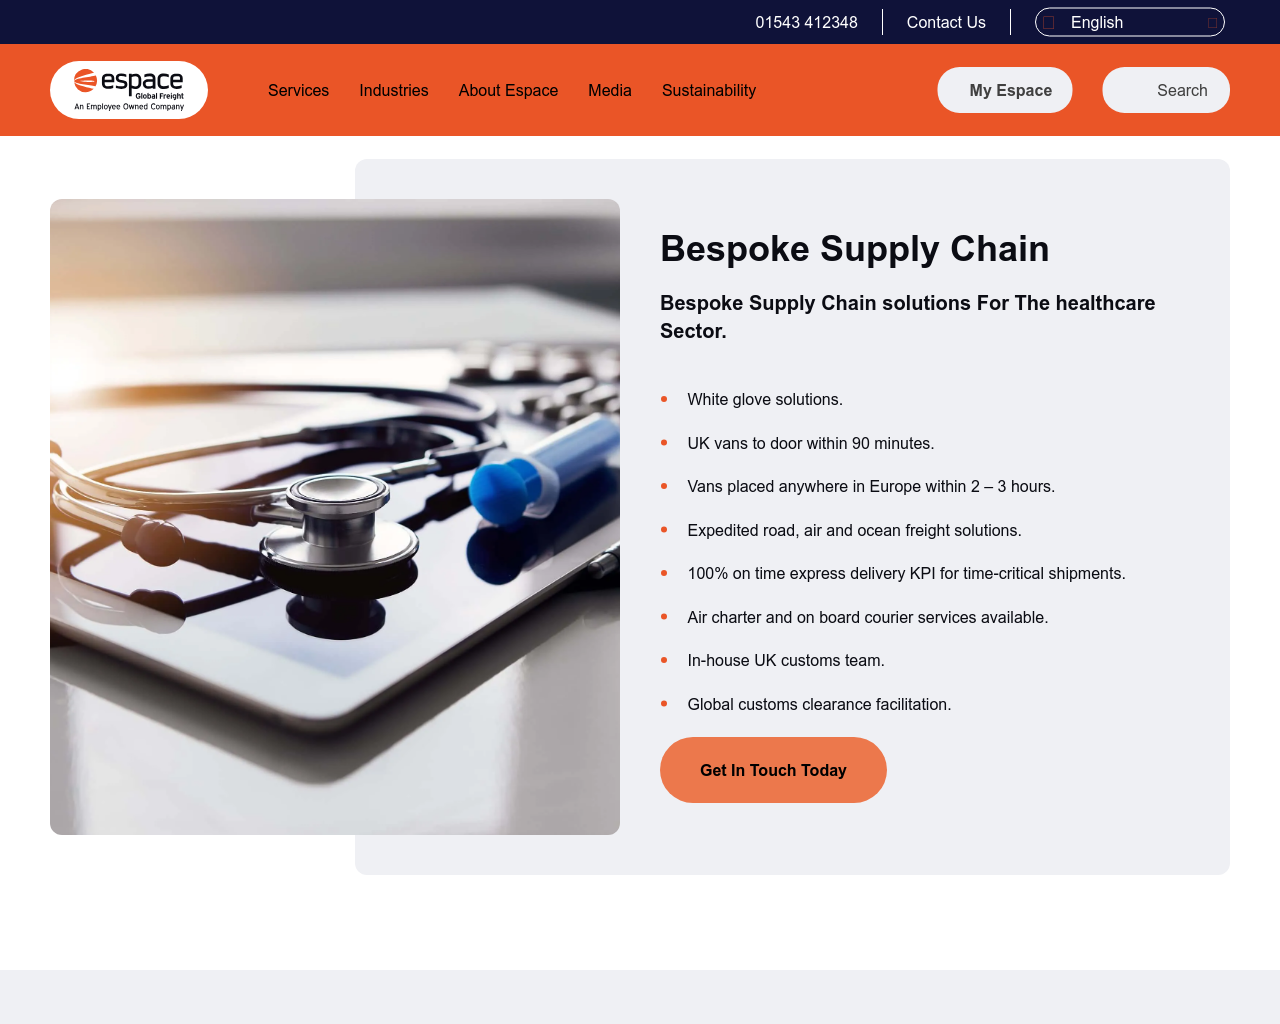 01543 412348
Contact Us
English
espace
Global Freight
An Employee Owned Company
Services
Industries
About Espace
Media
Sustainability
My Espace
Search
Bespoke Supply Chain
Bespoke Supply Chain solutions For The healthcare
Sector.
White glove solutions.
UK vans to door within 90 minutes.
Vans placed anywhere in Europe within 2 – 3 hours.
Expedited road, air and ocean freight solutions.
100% on time express delivery KPI for time-critical shipments.
Air charter and on board courier services available.
In-house UK customs team.
Global customs clearance facilitation.
Get In Touch Today